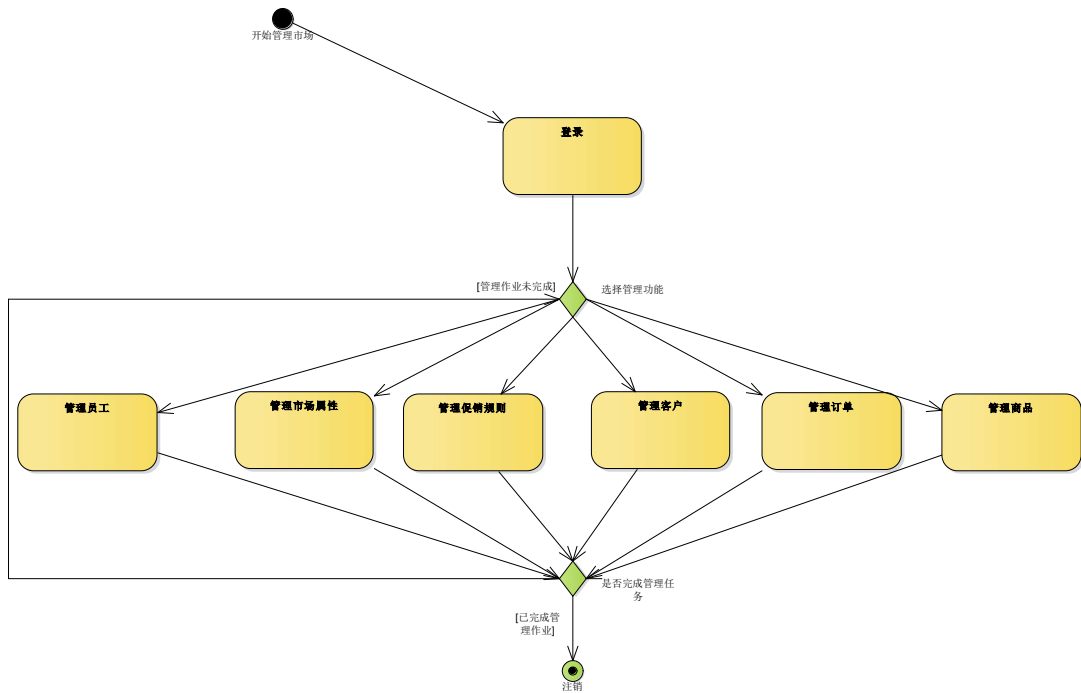 开始管理市场
登录
[管理作业未完成]
选择管理功能
管理员工
管理市场属性
管理促销规则
管理客户
管理订单
管理商品
是否完成管理任
务
[已完成管
理作业]
注销